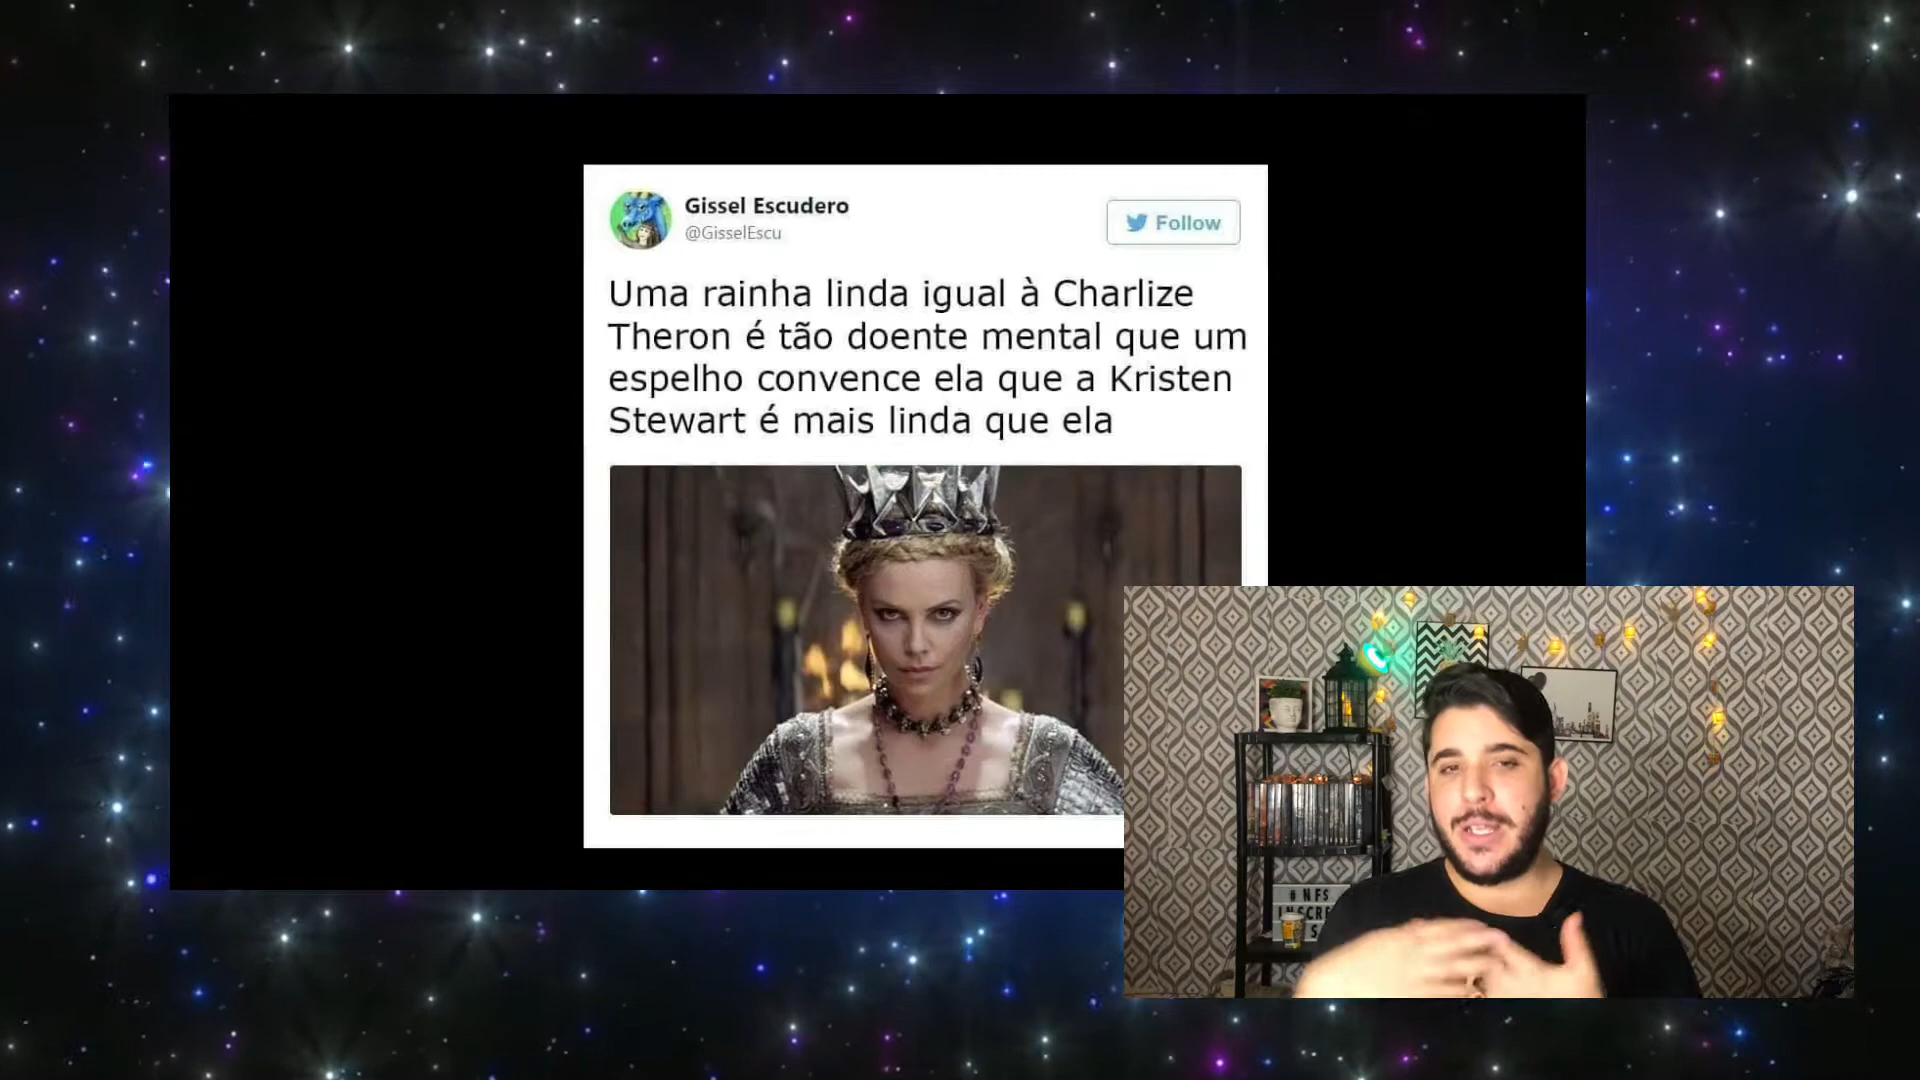 Gissel Escudero
@GisselEscu
Follow
Uma rainha linda igual à Charlize
Theron é tão doente mental que um
espelho convence ela que a Kristen
Stewart é mais linda que ela
# NFS
INSCRE
S